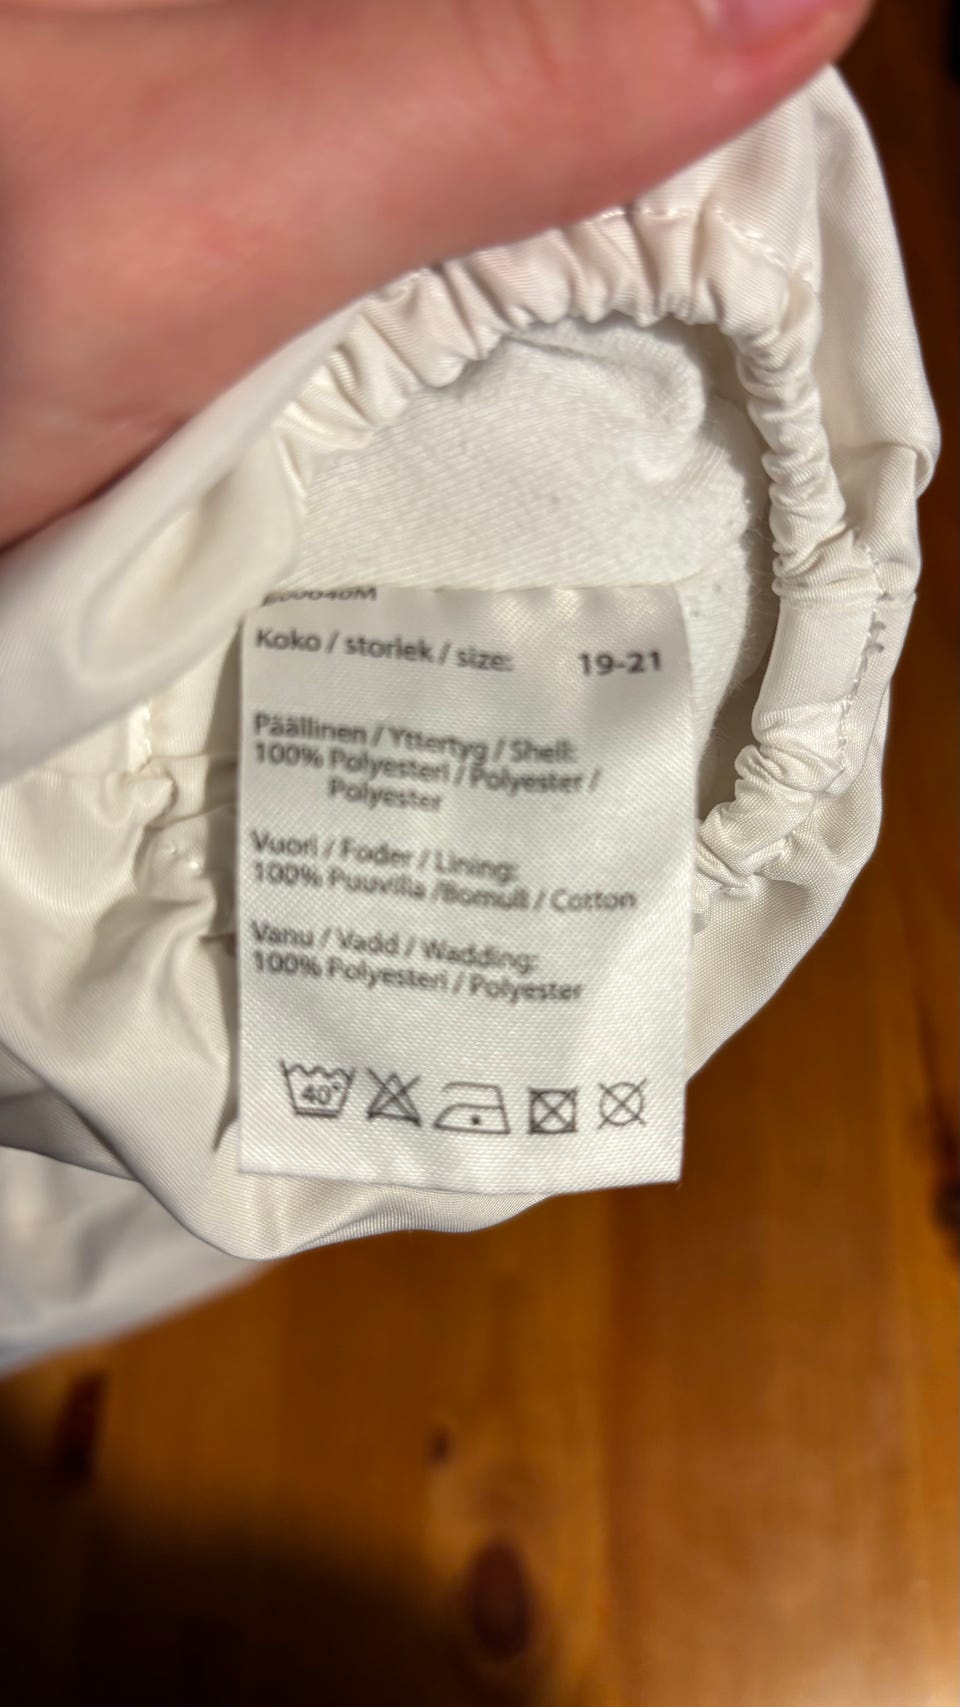 Koko / storlek / size: 19-21
Päällinen / Yttertyg / Shell:
100% Polyesteri / Polyester /
Polyester
Vuori / Foder / Lining:
100% Puuvilla /Bomull / Cotton
Vanu / Vadd / Wadding:
100% Polyesteri / Polyester
40°